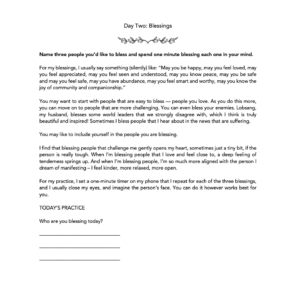 Day Two: Blessings
Name three people you'd like to bless and spend one minute blessing each one in your mind.
For my blessings, I usually say something (silently) like: "May you be happy, may you feel loved, may
you feel appreciated, may you feel seen and understood, may you know peace, may you be safe
and may you feel safe, may you have abundance. may you feel smart and worthy, may you know the
joy of community and companionship."
You may want to start with people that are easy to bless — people you love. As you do this more,
you can move on to people that are more challenging. You can even bless your enemies. Lobsang,
my husband, blesses some world leaders that we strongly disagree with, which I think is truly
beautiful and inspired! Sometimes I bless people that I hear about in the news that are suffering.
You may like to include yourself in the people you are blessing.
I find that blessing people that challenge me gently opens my heart, sometimes just a tiny bit, if the
person is really tough. When I'm blessing people that I love and feel close to, a deep feeling of
tenderness springs up. And when I'm blessing people, I'm so much more aligned with the person I
dream of manifesting – I feel kinder, more relaxed, more open.
For my practice, I set a one-minute timer on my phone that I repeat for each of the three blessings,
and I usually close my eyes, and imagine the person's face. You can do it however works best for
you.
TODAY'S PRACTICE
Who are you blessing today?